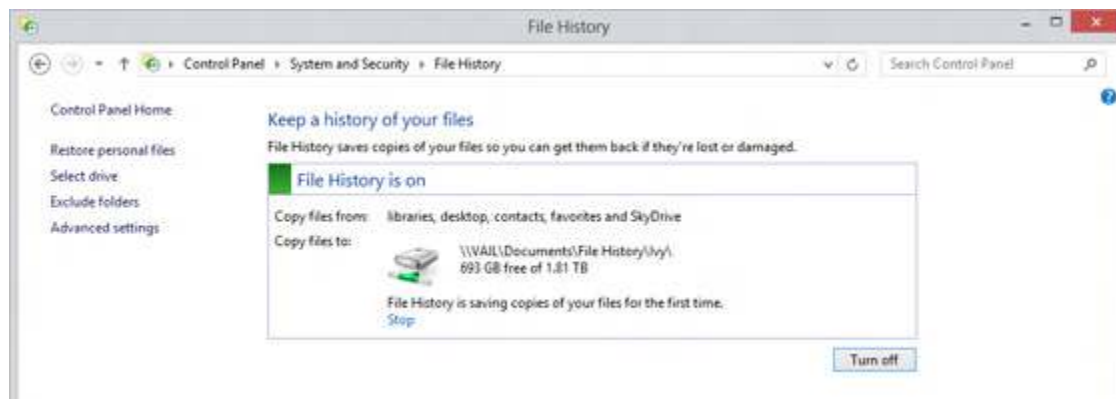 File History
Control Panel ▸ System and Security ▸ File History
Search Control Panel
Control Panel Home
Restore personal files
Select drive
Exclude folders
Advanced settings
Keep a history of your files
File History saves copies of your files so you can get them back if they're lost or damaged.
File History is on
Copy files from: libraries, desktop, contacts, favorites and SkyDrive
Copy files to:
\\VAIL\Documents\File History\Ivy\
693 GB free of 1.81 TB
File History is saving copies of your files for the first time.
Stop
Turn off